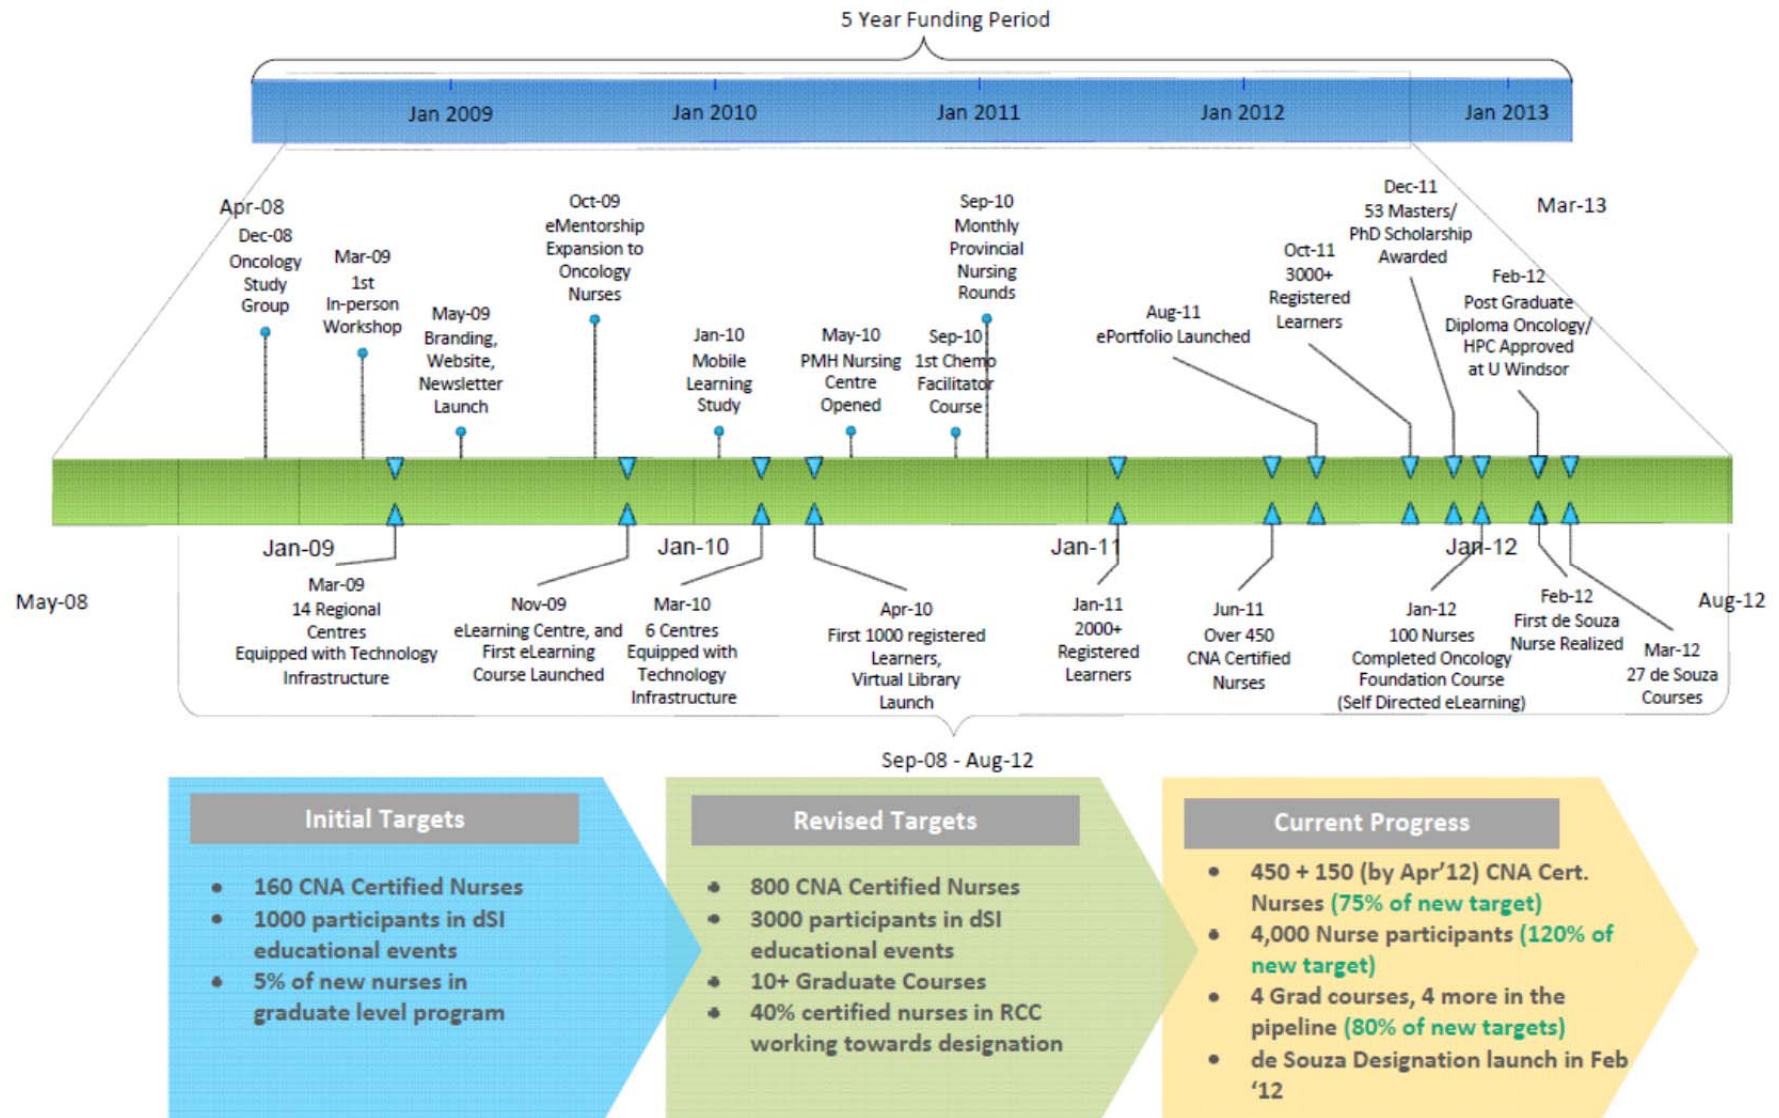 5 Year Funding Period
Jan 2009
Jan 2010
Jan 2011
Jan 2012
Jan 2013
Apr-08
Mar-13
Dec-08
Oncology
Study
Group
Mar-09
1st
In-person
Workshop
May-09
Branding,
Website,
Newsletter
Launch
Oct-09
eMentorship
Expansion to
Oncology
Nurses
Jan-10
Mobile
Learning
Study
May-10
PMH Nursing
Centre
Opened
Sep-10
1st Chemo
Facilitator
Course
Sep-10
Monthly
Provincial
Nursing
Rounds
Aug-11
ePortfolio Launched
Oct-11
3000+
Registered
Learners
Dec-11
53 Masters/
PhD Scholarship
Awarded
Feb-12
Post Graduate
Diploma Oncology/
HPC Approved
at U Windsor
Jan-09
Jan-10
Jan-11
Jan-12
May-08
Aug-12
Mar-09
14 Regional
Centres
Equipped with Technology
Infrastructure
Nov-09
eLearning Centre, and
First eLearning
Course Launched
Mar-10
6 Centres
Equipped with
Technology
Infrastructure
Apr-10
First 1000 registered
Learners,
Virtual Library
Launch
Jan-11
2000+
Registered
Learners
Jun-11
Over 450
CNA Certified
Nurses
Jan-12
100 Nurses
Completed Oncology
Foundation Course
(Self Directed eLearning)
Feb-12
First de Souza
Nurse Realized
Mar-12
27 de Souza
Courses
Sep-08 - Aug-12
Initial Targets
• 160 CNA Certified Nurses
• 1000 participants in dSI
educational events
• 5% of new nurses in
graduate level program
Revised Targets
• 800 CNA Certified Nurses
• 3000 participants in dSI
educational events
• 10+ Graduate Courses
• 40% certified nurses in RCC
working towards designation
Current Progress
• 450 + 150 (by Apr’12) CNA Cert.
Nurses (75% of new target)
• 4,000 Nurse participants (120% of
new target)
• 4 Grad courses, 4 more in the
pipeline (80% of new targets)
• de Souza Designation launch in Feb
‘12